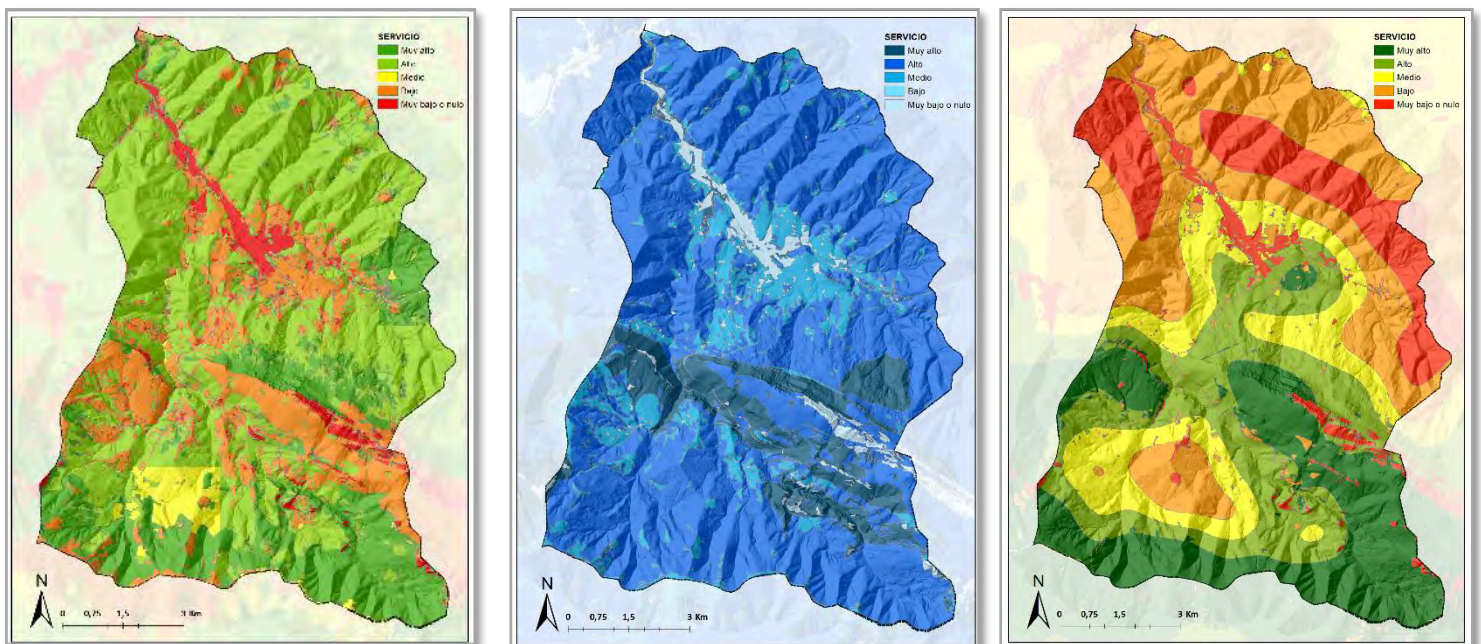 SERVICIO
Muy alto
Alto
Medio
Bajo
Muy bajo o nulo
N
0 0,75 1,5 3 Km
SERVICIO
Muy alto
Alto
Medio
Bajo
Muy bajo o nulo
N
0 0,75 1,5 3 Km
SERVICIO
Muy alto
Alto
Medio
Bajo
Muy bajo o nulo
N
0 0,75 1,5 3 Km